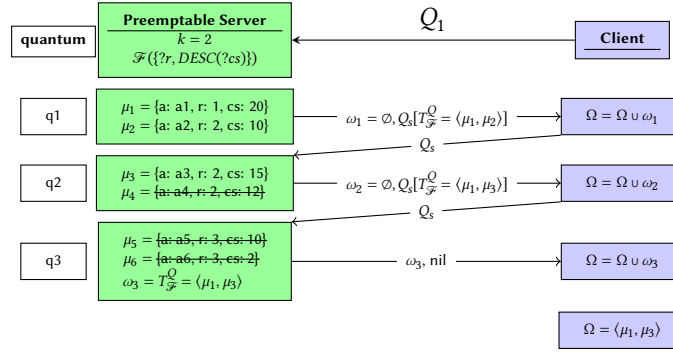 quantum
Preemptable Server
k = 2
ℱ({?r, DESC(?cs)})
Q₁
Client
q1
μ₁ = {a: a1, r: 1, cs: 20}
μ₂ = {a: a2, r: 2, cs: 10}
ω₁ = ∅, Qₛ[T_ℱ^Q = ⟨μ₁, μ₂⟩]
Ω = Ω ∪ ω₁
Qₛ
q2
μ₃ = {a: a3, r: 2, cs: 15}
μ₄ = {a: a4, r: 2, cs: 12}
ω₂ = ∅, Qₛ[T_ℱ^Q = ⟨μ₁, μ₃⟩]
Ω = Ω ∪ ω₂
Qₛ
q3
μ₅ = {a: a5, r: 3, cs: 10}
μ₆ = {a: a6, r: 3, cs: 2}
ω₃ = T_ℱ^Q = ⟨μ₁, μ₃⟩
ω₃, nil
Ω = Ω ∪ ω₃
Ω = ⟨μ₁, μ₃⟩